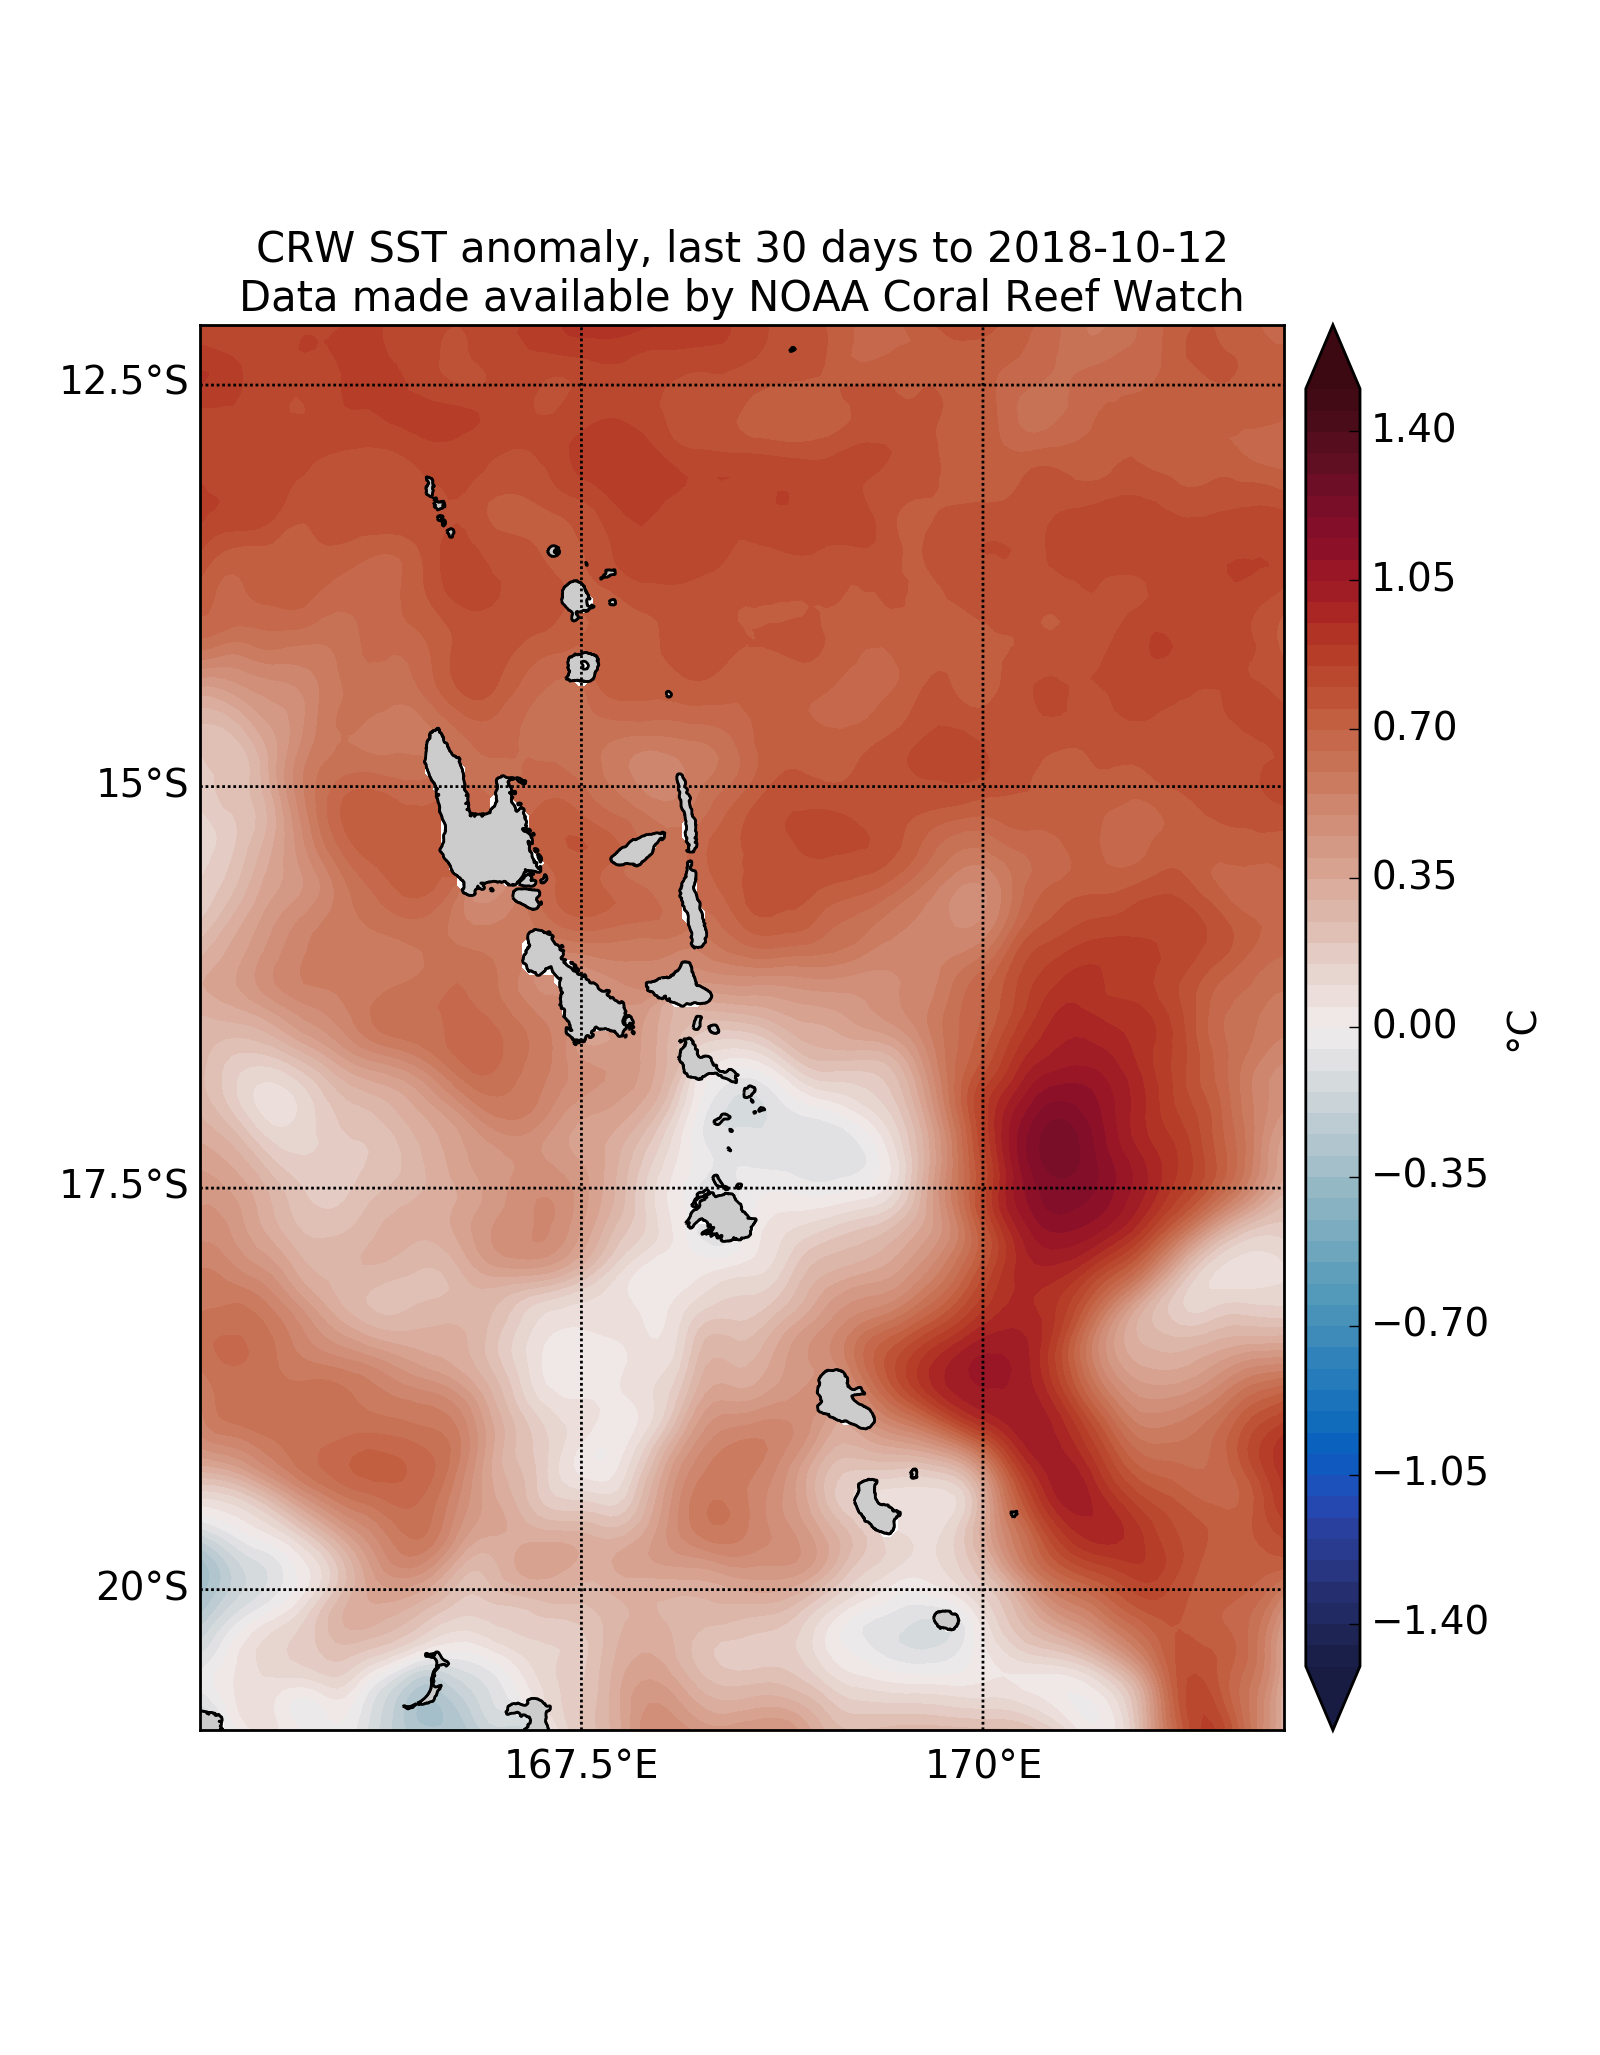 CRW SST anomaly, last 30 days to 2018-10-12
Data made available by NOAA Coral Reef Watch
12.5°S
15°S
17.5°S
20°S
167.5°E
170°E
1.40
1.05
0.70
0.35
0.00
−0.35
−0.70
−1.05
−1.40
°C